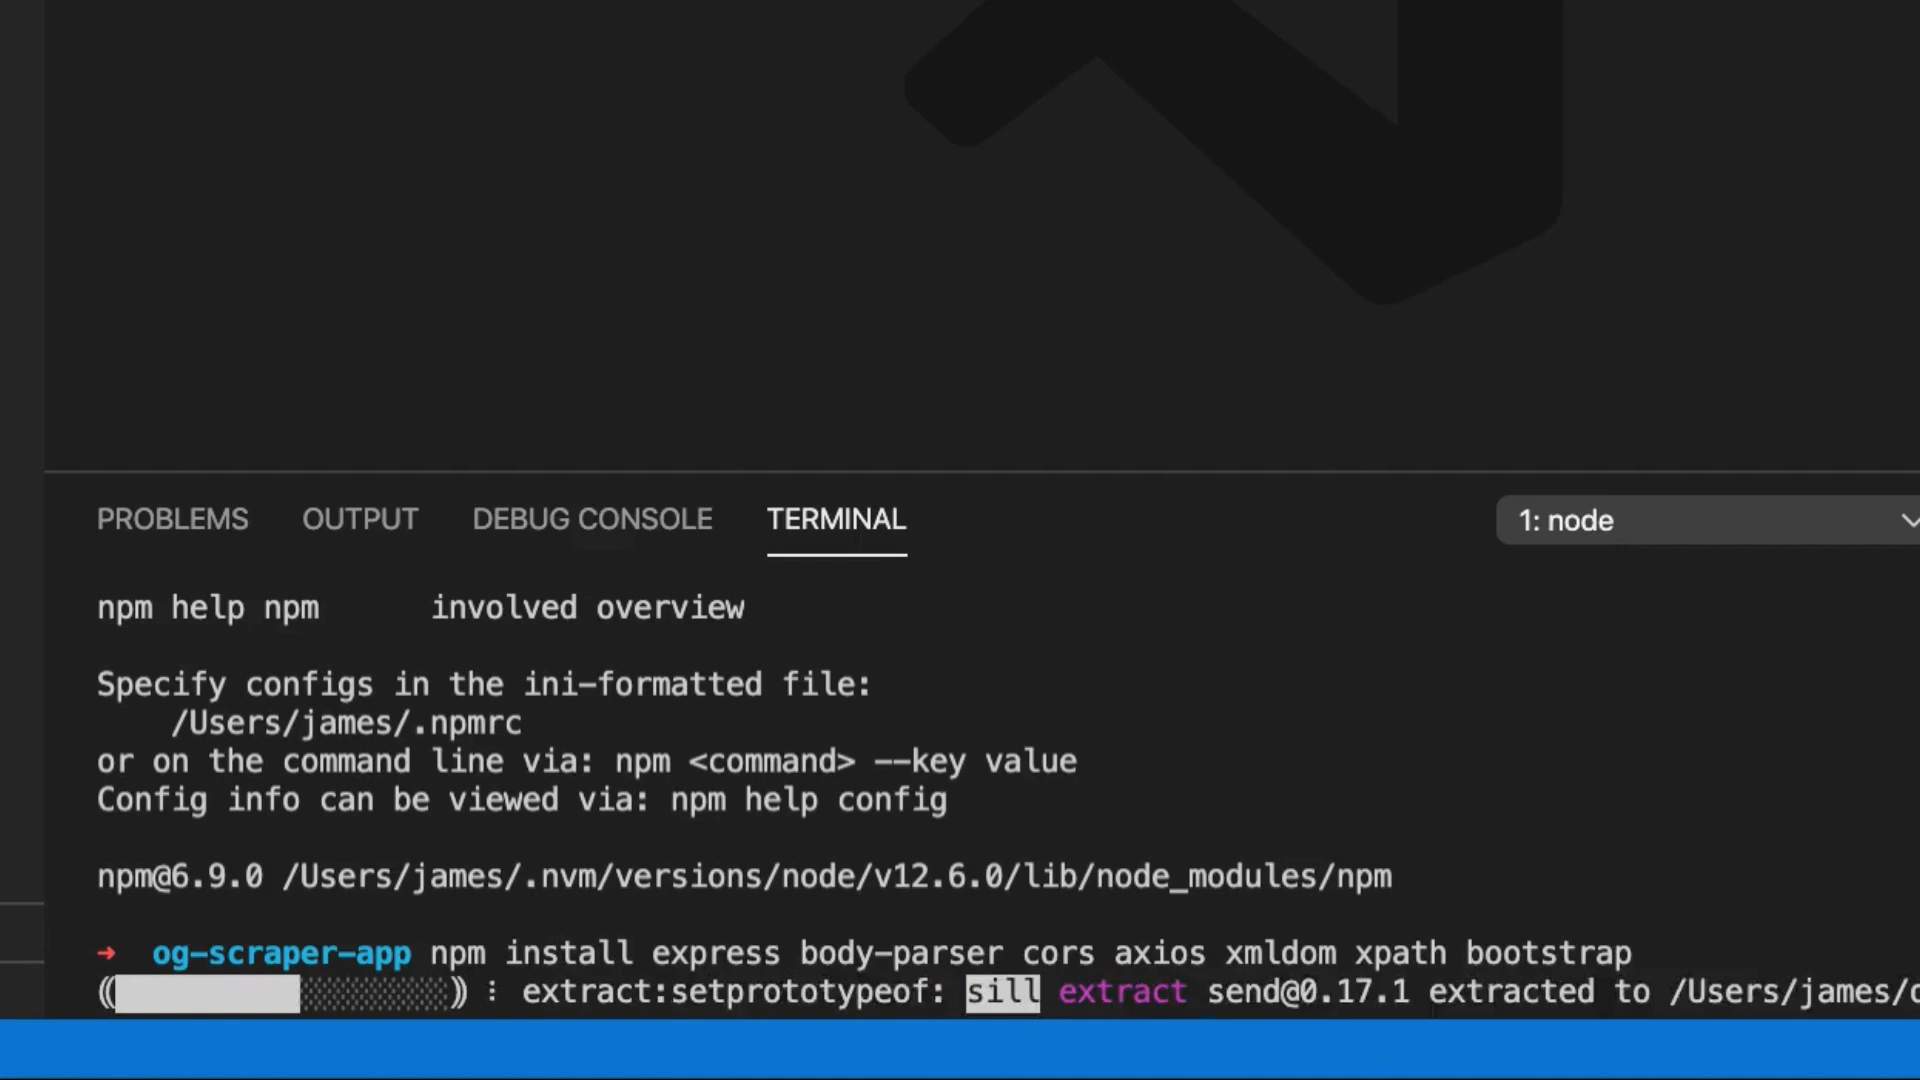 PROBLEMS OUTPUT DEBUG CONSOLE TERMINAL 1: node
npm help npm involved overview
Specify configs in the ini-formatted file:
/Users/james/.npmrc
or on the command line via: npm <command> --key value
Config info can be viewed via: npm help config
npm@6.9.0 /Users/james/.nvm/versions/node/v12.6.0/lib/node_modules/npm
➜ og-scraper-app npm install express body-parser cors axios xmldom xpath bootstrap
(██████████░░░░░░░░) ⠸ extract:setprototypeof: sill extract send@0.17.1 extracted to /Users/james/